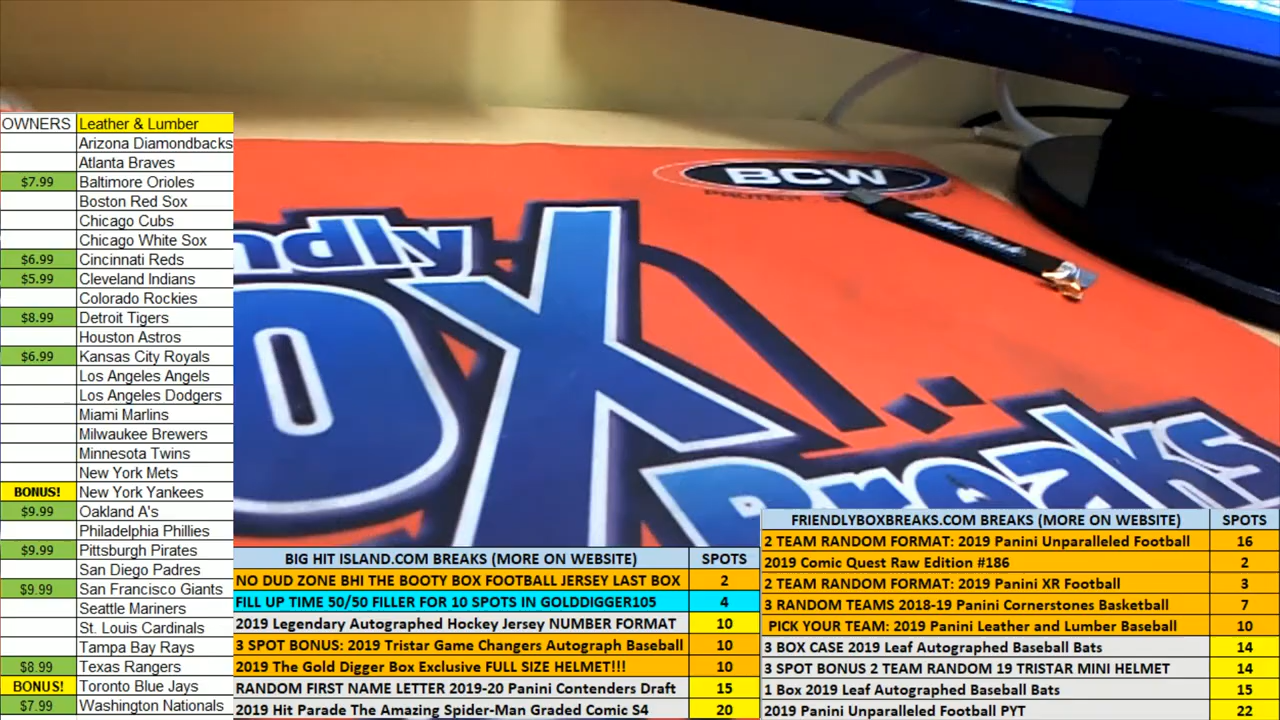 OWNERS Leather & Lumber
Arizona Diamondbacks
Atlanta Braves
$7.99 Baltimore Orioles
Boston Red Sox
Chicago Cubs
Chicago White Sox
$6.99 Cincinnati Reds
$5.99 Cleveland Indians
Colorado Rockies
$8.99 Detroit Tigers
Houston Astros
$6.99 Kansas City Royals
Los Angeles Angels
Los Angeles Dodgers
Miami Marlins
Milwaukee Brewers
Minnesota Twins
New York Mets
BONUS! New York Yankees
$9.99 Oakland A's
Philadelphia Phillies
$9.99 Pittsburgh Pirates
San Diego Padres
$9.99 San Francisco Giants
Seattle Mariners
St. Louis Cardinals
Tampa Bay Rays
$8.99 Texas Rangers
BONUS! Toronto Blue Jays
$7.99 Washington Nationals
BCW
ndly
ox
Breaks
BIG HIT ISLAND.COM BREAKS (MORE ON WEBSITE) SPOTS
NO DUD ZONE BHI THE BOOTY BOX FOOTBALL JERSEY LAST BOX 2
FILL UP TIME 50/50 FILLER FOR 10 SPOTS IN GOLDDIGGER105 4
2019 Legendary Autographed Hockey Jersey NUMBER FORMAT 10
3 SPOT BONUS: 2019 Tristar Game Changers Autograph Baseball 10
2019 The Gold Digger Box Exclusive FULL SIZE HELMET!!! 10
RANDOM FIRST NAME LETTER 2019-20 Panini Contenders Draft 15
2019 Hit Parade The Amazing Spider-Man Graded Comic S4 20
FRIENDLYBOXBREAKS.COM BREAKS (MORE ON WEBSITE) SPOTS
2 TEAM RANDOM FORMAT: 2019 Panini Unparalleled Football 16
2019 Comic Quest Raw Edition #186 2
2 TEAM RANDOM FORMAT: 2019 Panini XR Football 3
3 RANDOM TEAMS 2018-19 Panini Cornerstones Basketball 7
PICK YOUR TEAM: 2019 Panini Leather and Lumber Baseball 10
3 BOX CASE 2019 Leaf Autographed Baseball Bats 14
3 SPOT BONUS 2 TEAM RANDOM 19 TRISTAR MINI HELMET 14
1 Box 2019 Leaf Autographed Baseball Bats 15
2019 Panini Unparalleled Football PYT 22